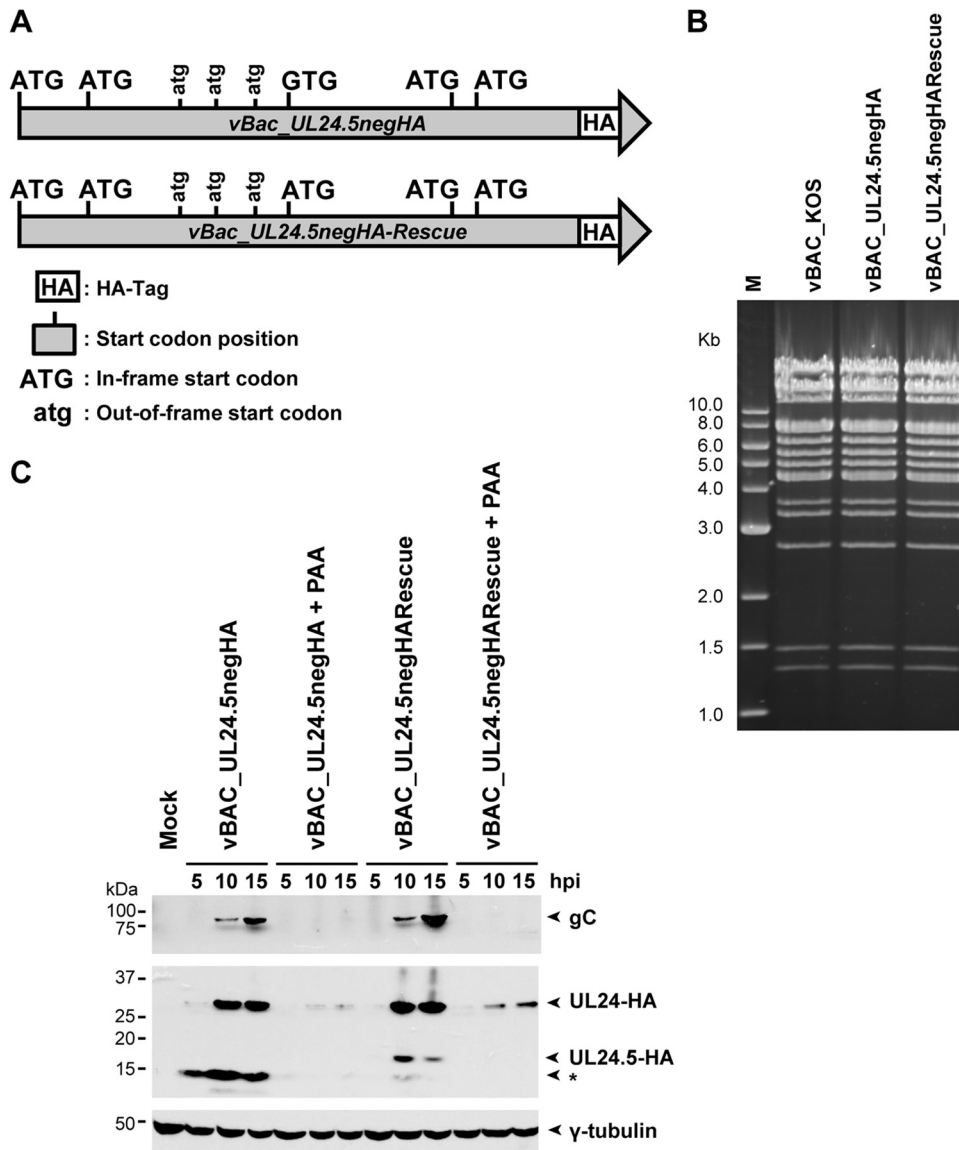 A
ATG ATG atg atg atg GTG ATG ATG
vBac_UL24.5negHA
HA
ATG ATG atg atg atg ATG ATG ATG
vBac_UL24.5negHA-Rescue
HA
HA : HA-Tag
: Start codon position
ATG : In-frame start codon
atg : Out-of-frame start codon
B
M
vBAC_KOS
vBAC_UL24.5negHA
vBAC_UL24.5negHARescue
Kb
10.0
8.0
6.0
5.0
4.0
3.0
2.0
1.5
1.0
C
Mock
vBAC_UL24.5negHA
vBAC_UL24.5negHA + PAA
vBAC_UL24.5negHARescue
vBAC_UL24.5negHARescue + PAA
5 10 15 5 10 15 5 10 15 5 10 15 hpi
kDa
100
75
gC
37
25
20
15
UL24-HA
UL24.5-HA
*
50
γ-tubulin